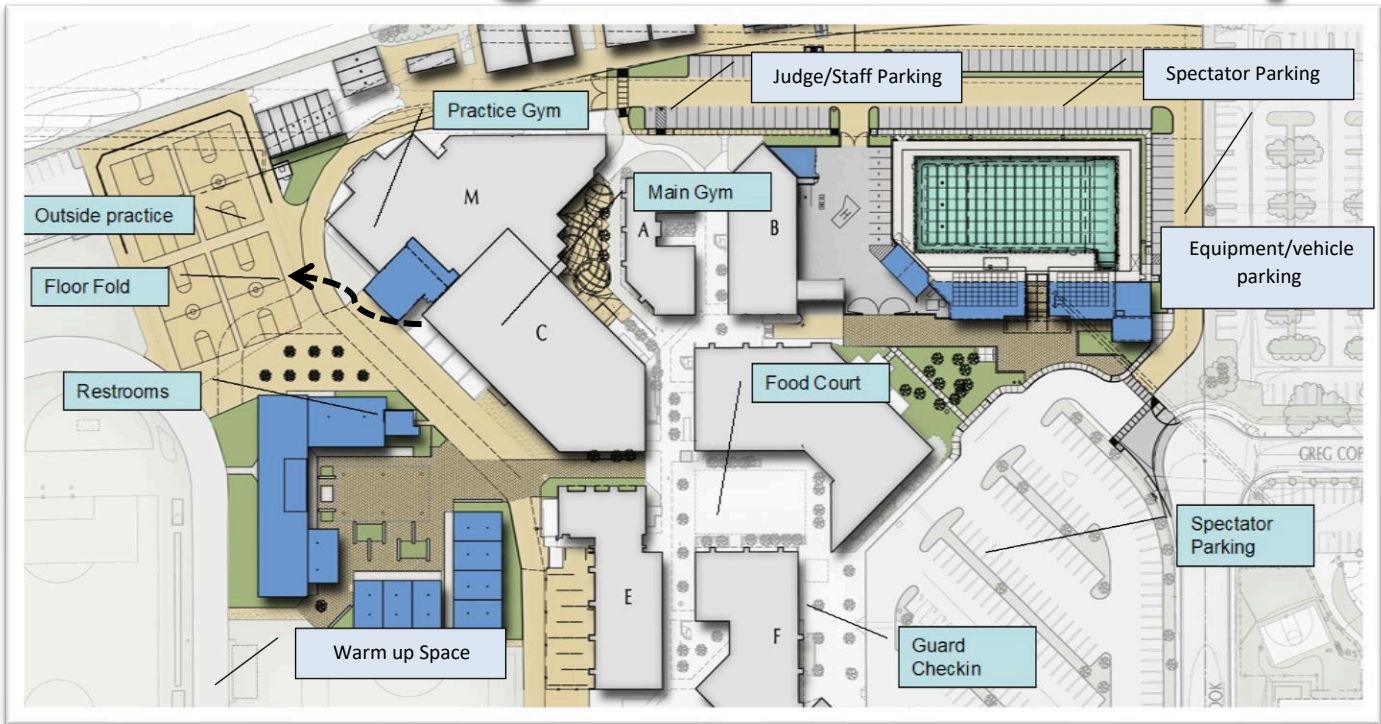 Judge/Staff Parking
Spectator Parking
Practice Gym
M
Main Gym
Outside practice
A
B
H
Equipment/vehicle
parking
Floor Fold
C
Food Court
Restrooms
GREG COP
Spectator
Parking
E
Warm up Space
F
Guard
Checkin
OOK